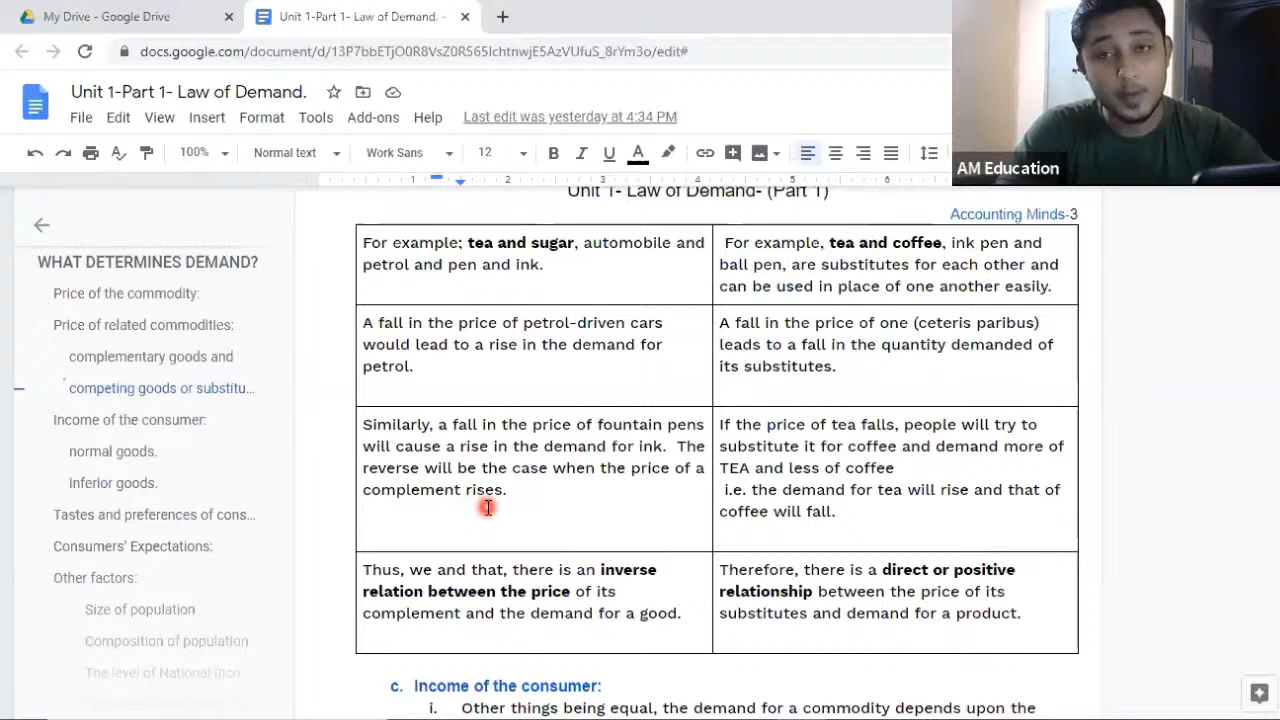 My Drive - Google Drive
Unit 1-Part 1- Law of Demand. -
docs.google.com/document/d/13P7bbETjO0R8VsZ0R565IchtnwjE5AzVUfuS_8rYm3o/edit#
Unit 1-Part 1- Law of Demand.
File Edit View Insert Format Tools Add-ons Help Last edit was yesterday at 4:34 PM
100% Normal text Work Sans 12 B I U A
AM Education
1 2 3 4 5 6
Unit 1- Law of Demand- (Part 1)
Accounting Minds-3
WHAT DETERMINES DEMAND?
Price of the commodity:
Price of related commodities:
complementary goods and
competing goods or substitu...
Income of the consumer:
normal goods.
inferior goods.
Tastes and preferences of cons...
Consumers' Expectations:
Other factors:
Size of population
Composition of population
The level of National Inco...
For example; tea and sugar, automobile and
petrol and pen and ink.
For example, tea and coffee, ink pen and
ball pen, are substitutes for each other and
can be used in place of one another easily.
A fall in the price of petrol-driven cars
would lead to a rise in the demand for
petrol.
A fall in the price of one (ceteris paribus)
leads to a fall in the quantity demanded of
its substitutes.
Similarly, a fall in the price of fountain pens
will cause a rise in the demand for ink. The
reverse will be the case when the price of a
complement rises.
If the price of tea falls, people will try to
substitute it for coffee and demand more of
TEA and less of coffee
i.e. the demand for tea will rise and that of
coffee will fall.
Thus, we and that, there is an inverse
relation between the price of its
complement and the demand for a good.
Therefore, there is a direct or positive
relationship between the price of its
substitutes and demand for a product.
c. Income of the consumer:
i. Other things being equal, the demand for a commodity depends upon the